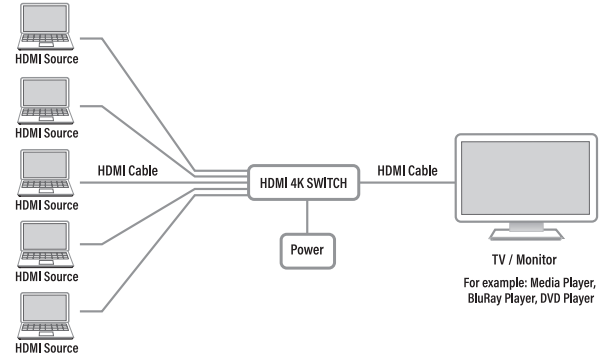 HDMI Source
HDMI Source
HDMI Source
HDMI Source
HDMI Source
HDMI Cable
HDMI 4K SWITCH
Power
HDMI Cable
TV / Monitor
For example: Media Player,
BluRay Player, DVD Player